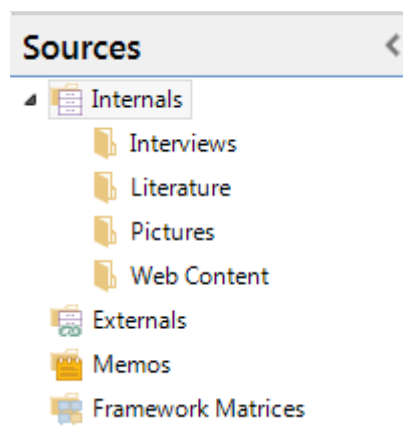 Sources
Internals
Interviews
Literature
Pictures
Web Content
Externals
Memos
Framework Matrices